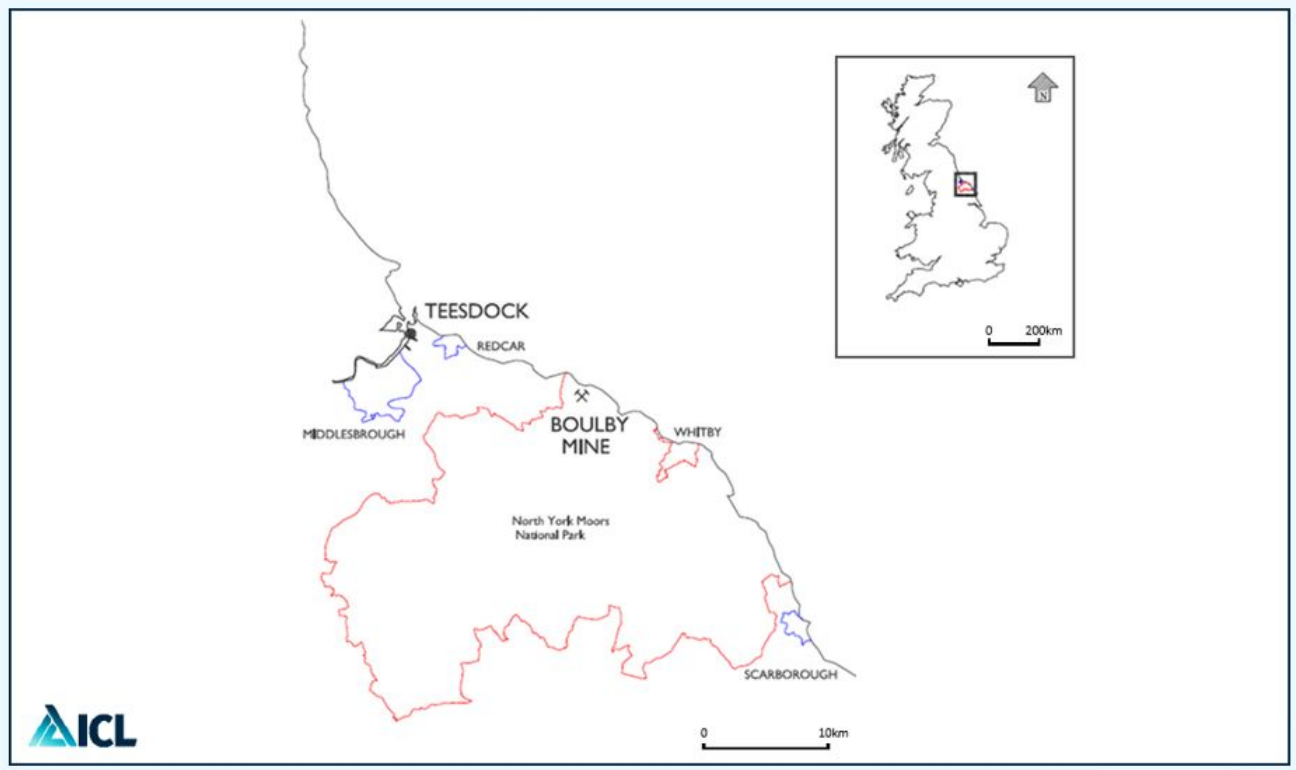 N
0 200km
TEESDOCK
REDCAR
MIDDLESBROUGH
BOULBY
MINE
WHITBY
North York Moors
National Park
SCARBOROUGH
ICL
0 10km